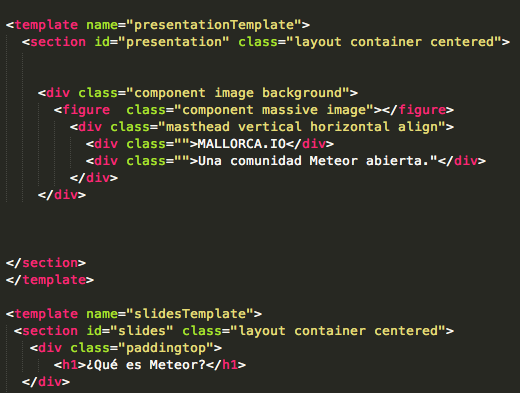 <template name="presentationTemplate">
<section id="presentation" class="layout container centered">
<div class="component image background">
<figure  class="component massive image"></figure>
<div class="masthead vertical horizontal align">
<div class="">MALLORCA.IO</div>
<div class="">Una comunidad Meteor abierta."</div>
</div>
</div>
</section>
</template>
<template name="slidesTemplate">
<section id="slides" class="layout container centered">
<div class="paddingtop">
<h1>¿Qué es Meteor?</h1>
</div>